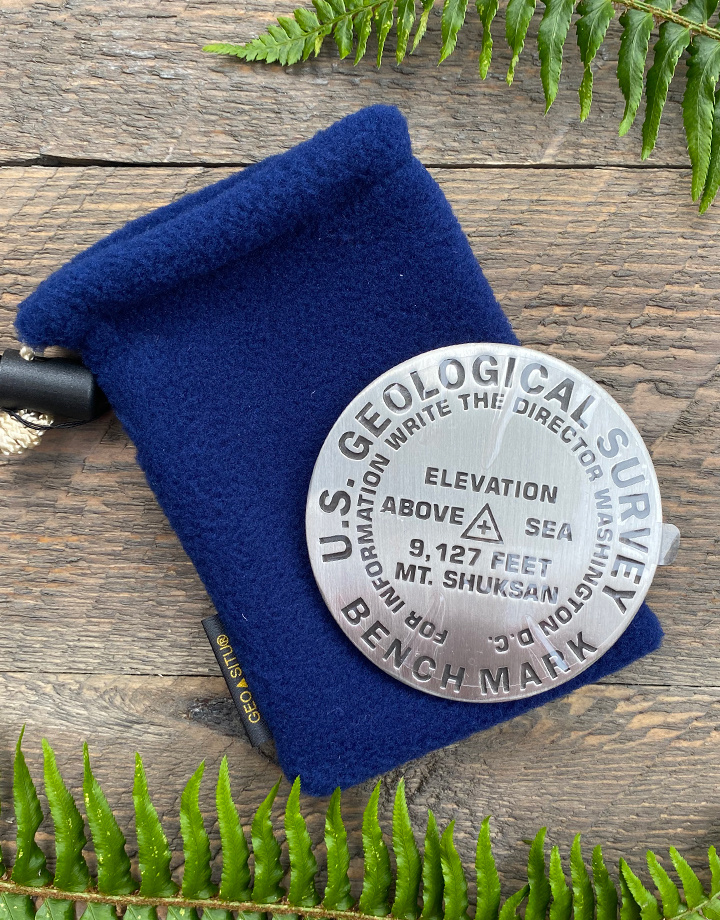 U.S. GEOLOGICAL SURVEY
FOR INFORMATION WRITE THE DIRECTOR WASHINGTON D.C.
ELEVATION
ABOVE SEA
9,127 FEET
MT. SHUKSAN
BENCH MARK
GEO▲SITU®